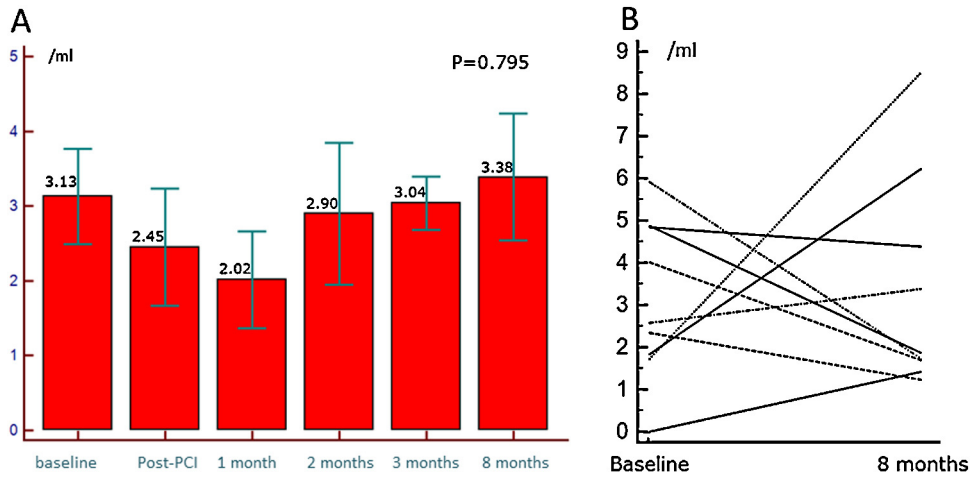 A
/ml
P=0.795
5
4
3
2
1
0
3.13
2.45
2.02
2.90
3.04
3.38
baseline
Post-PCI
1 month
2 months
3 months
8 months
B
/ml
9
8
7
6
5
4
3
2
1
0
Baseline
8 months